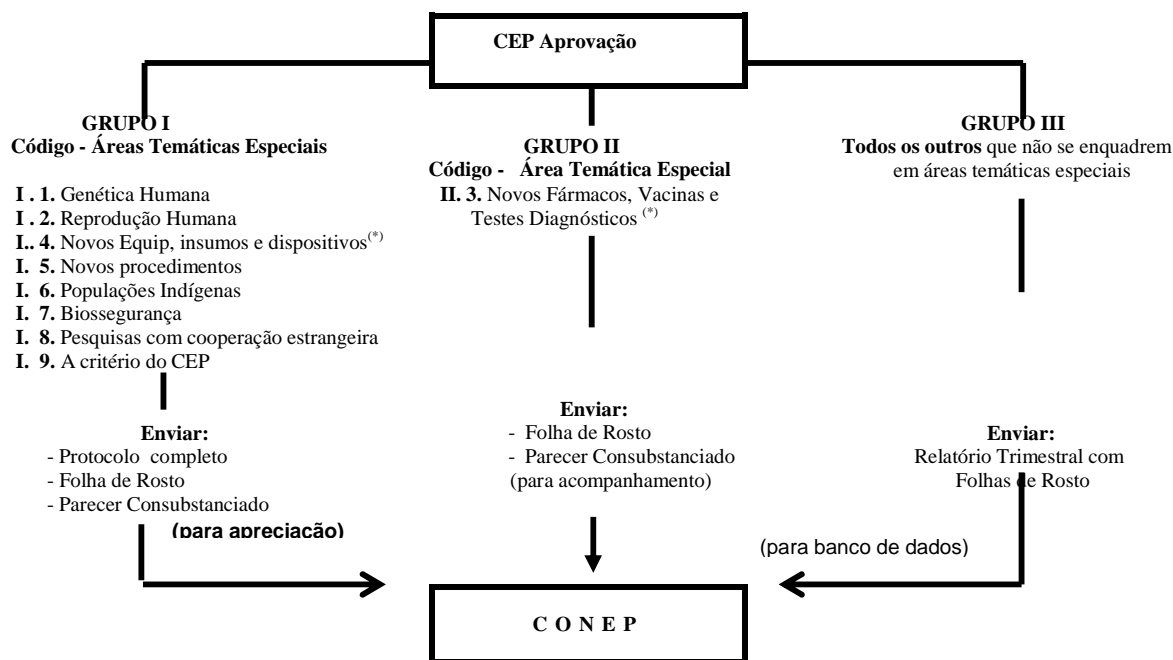 CEP Aprovação
GRUPO I
Código - Áreas Temáticas Especiais
I . 1. Genética Humana
I . 2. Reprodução Humana
I.. 4. Novos Equip, insumos e dispositivos(*)
I. 5. Novos procedimentos
I. 6. Populações Indígenas
I. 7. Biossegurança
I. 8. Pesquisas com cooperação estrangeira
I. 9. A critério do CEP
Enviar:
- Protocolo completo
- Folha de Rosto
- Parecer Consubstanciado
(para apreciação)
GRUPO II
Código - Área Temática Especial
II. 3. Novos Fármacos, Vacinas e
Testes Diagnósticos (*)
Enviar:
- Folha de Rosto
- Parecer Consubstanciado
(para acompanhamento)
GRUPO III
Todos os outros que não se enquadrem
em áreas temáticas especiais
Enviar:
Relatório Trimestral com
Folhas de Rosto
(para banco de dados)
C O N E P